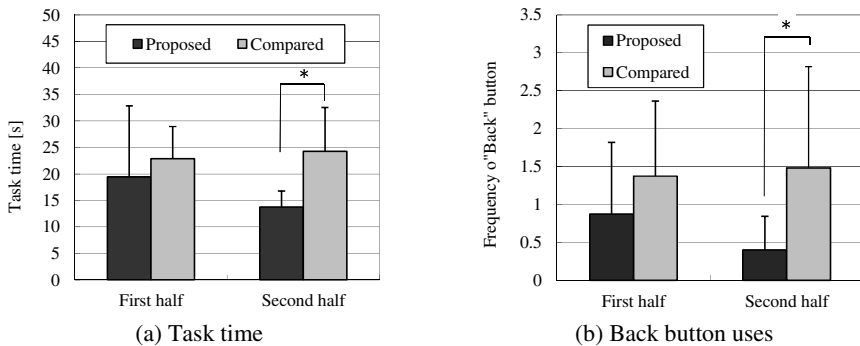 50
45
40
35
30
25
20
15
10
5
0
Task time [s]
Proposed
Compared
*
First half
Second half
(a) Task time
3.5
3
2.5
2
1.5
1
0.5
0
Frequency o"Back" button
Proposed
Compared
*
First half
Second half
(b) Back button uses